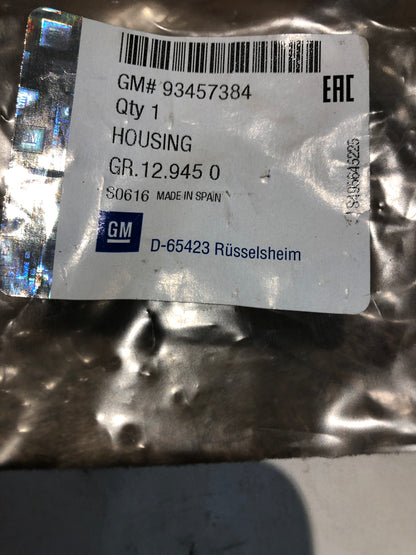 GM# 93457384
EAC
Qty 1
HOUSING
GR.12.945 0
S0616 MADE IN SPAIN
GM
D-65423 Rüsselsheim